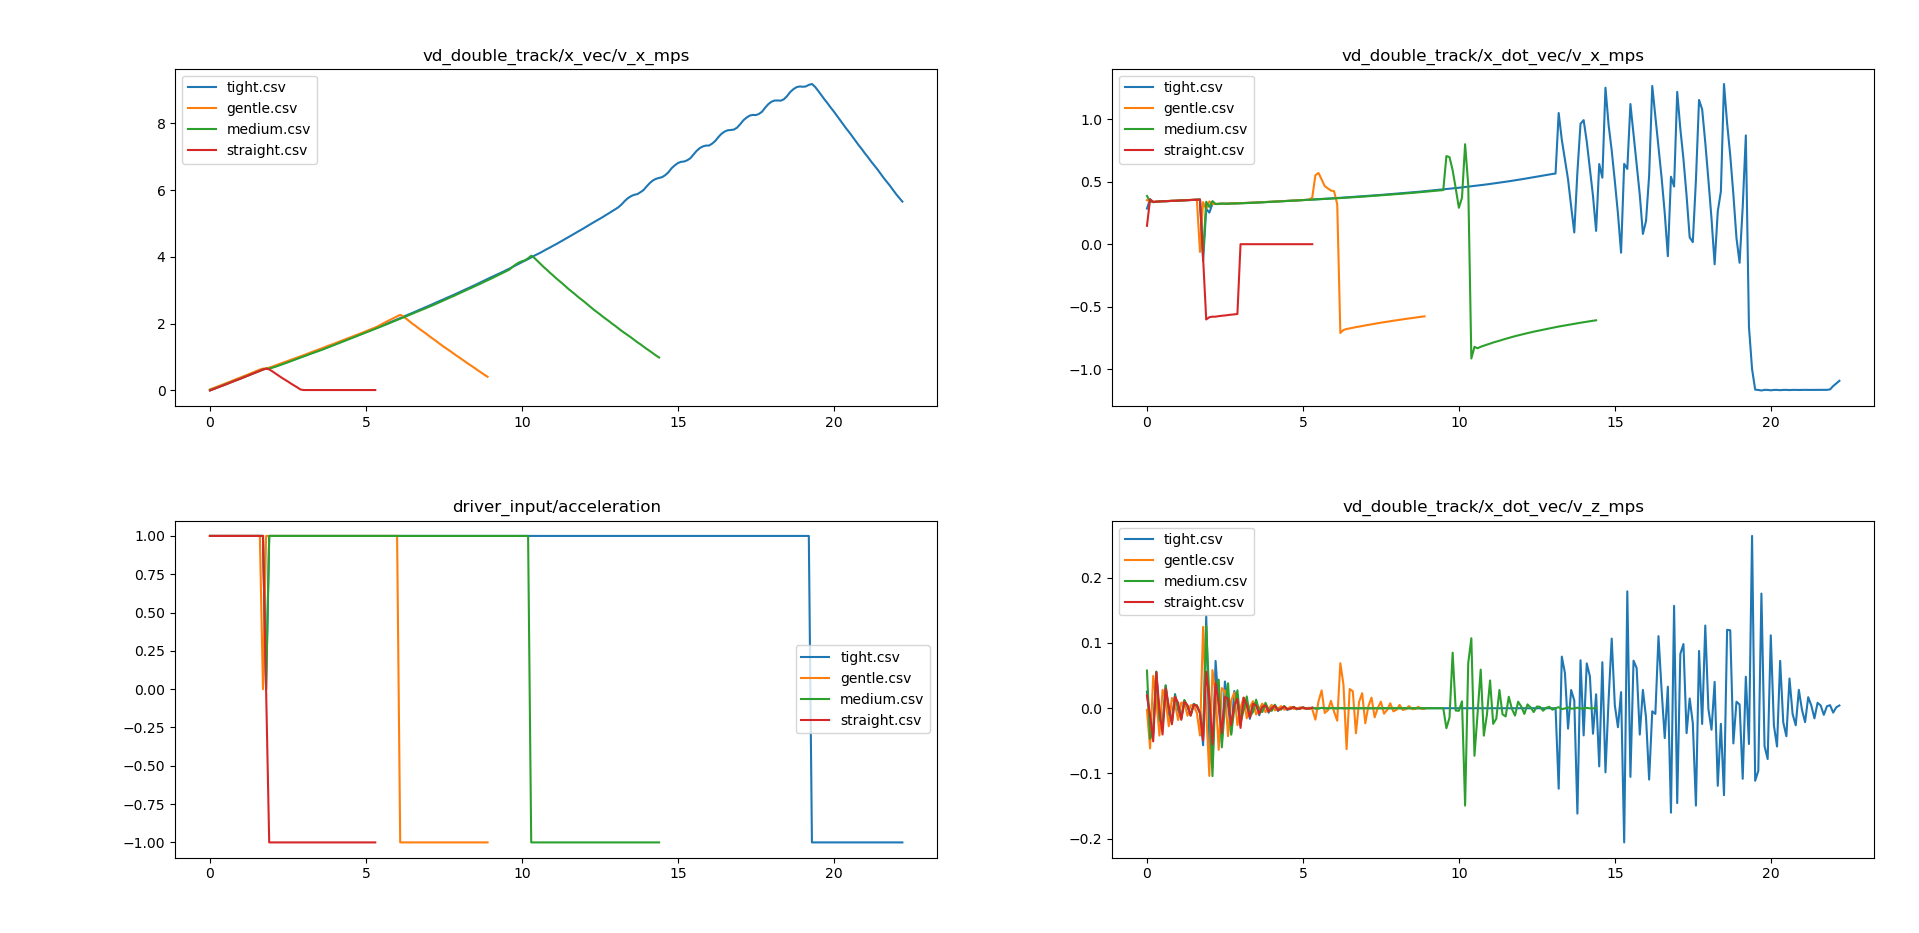 vd_double_track/x_vec/v_x_mps
tight.csv
gentle.csv
medium.csv
straight.csv
8
6
4
2
0
0 5 10 15 20
vd_double_track/x_dot_vec/v_x_mps
tight.csv
gentle.csv
medium.csv
straight.csv
1.0
0.5
0.0
−0.5
−1.0
0 5 10 15 20
driver_input/acceleration
1.00
0.75
0.50
0.25
0.00
−0.25
−0.50
−0.75
−1.00
tight.csv
gentle.csv
medium.csv
straight.csv
0 5 10 15 20
vd_double_track/x_dot_vec/v_z_mps
tight.csv
gentle.csv
medium.csv
straight.csv
0.2
0.1
0.0
−0.1
−0.2
0 5 10 15 20